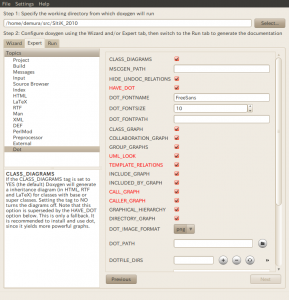 File Settings Help
Step 1: Specify the working directory from which doxygen will run
/home/demura/src/StiK_2010
Select...
Step 2: Configure doxygen using the Wizard and/or Expert tab, then switch to the Run tab to generate the documentation
Wizard Expert Run
Topics
Project
Build
Messages
Input
Source Browser
Index
HTML
LaTeX
RTF
Man
XML
DEF
PerlMod
Preprocessor
External
Dot
CLASS_DIAGRAMS
If the CLASS_DIAGRAMS tag is set to
YES (the default) Doxygen will generate
a inheritance diagram (in HTML, RTF
and LaTeX) for classes with base or
super classes. Setting the tag to NO
turns the diagrams off. Note that this
option is superseded by the HAVE_DOT
option below. This is only a fallback. It is
recommended to install and use dot,
since it yields more powerful graphs.
CLASS_DIAGRAMS
MSCGEN_PATH
HIDE_UNDOC_RELATIONS
HAVE_DOT
DOT_FONTNAME FreeSans
DOT_FONTSIZE 10
DOT_FONTPATH
CLASS_GRAPH
COLLABORATION_GRAPH
GROUP_GRAPHS
UML_LOOK
TEMPLATE_RELATIONS
INCLUDE_GRAPH
INCLUDED_BY_GRAPH
CALL_GRAPH
CALLER_GRAPH
GRAPHICAL_HIERARCHY
DIRECTORY_GRAPH
DOT_IMAGE_FORMAT png
DOT_PATH
DOTFILE_DIRS
Previous
Next